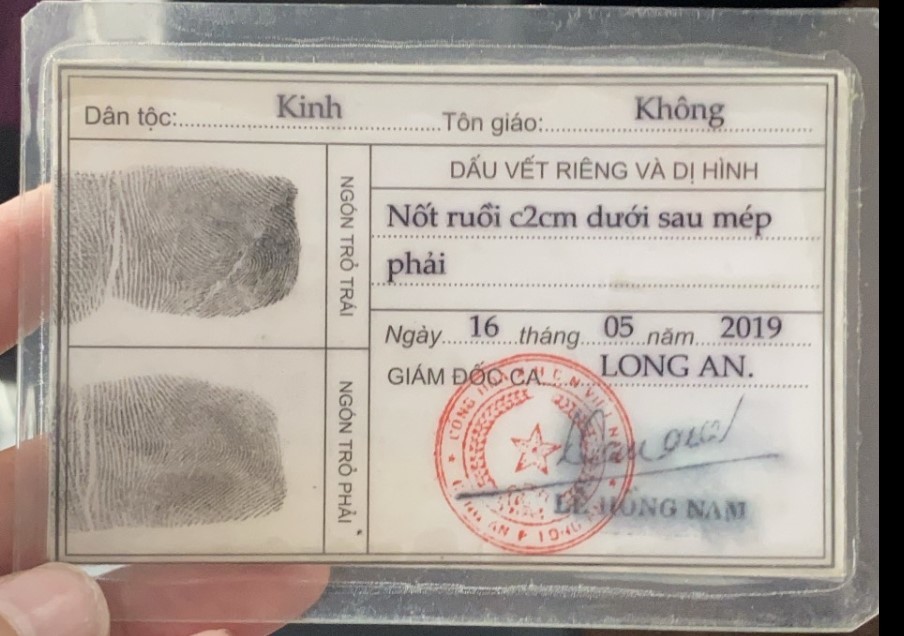 Dân tộc: Kinh Tôn giáo: Không
DẤU VẾT RIÊNG VÀ DỊ HÌNH
Nốt ruồi c2cm dưới sau mép
phải
NGÓN TRỎ TRÁI
Ngày 16 tháng 05 năm 2019
GIÁM ĐỐC CA LONG AN.
NGÓN TRỎ PHẢI
LÊ HỒNG NAM